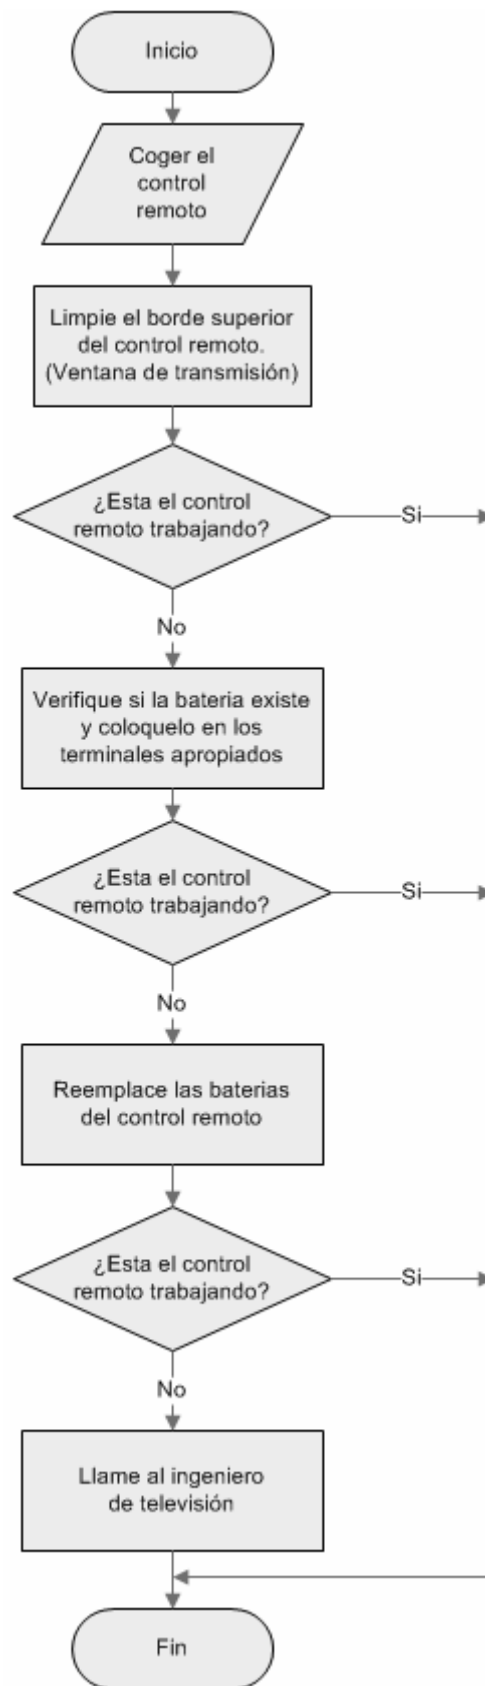 Inicio
Coger el
control
remoto
Limpie el borde superior
del control remoto.
(Ventana de transmisión)
¿Esta el control
remoto trabajando?
Si
No
Verifique si la bateria existe
y coloquelo en los
terminales apropiados
¿Esta el control
remoto trabajando?
Si
No
Reemplace las baterias
del control remoto
¿Esta el control
remoto trabajando?
Si
No
Llame al ingeniero
de televisión
Fin